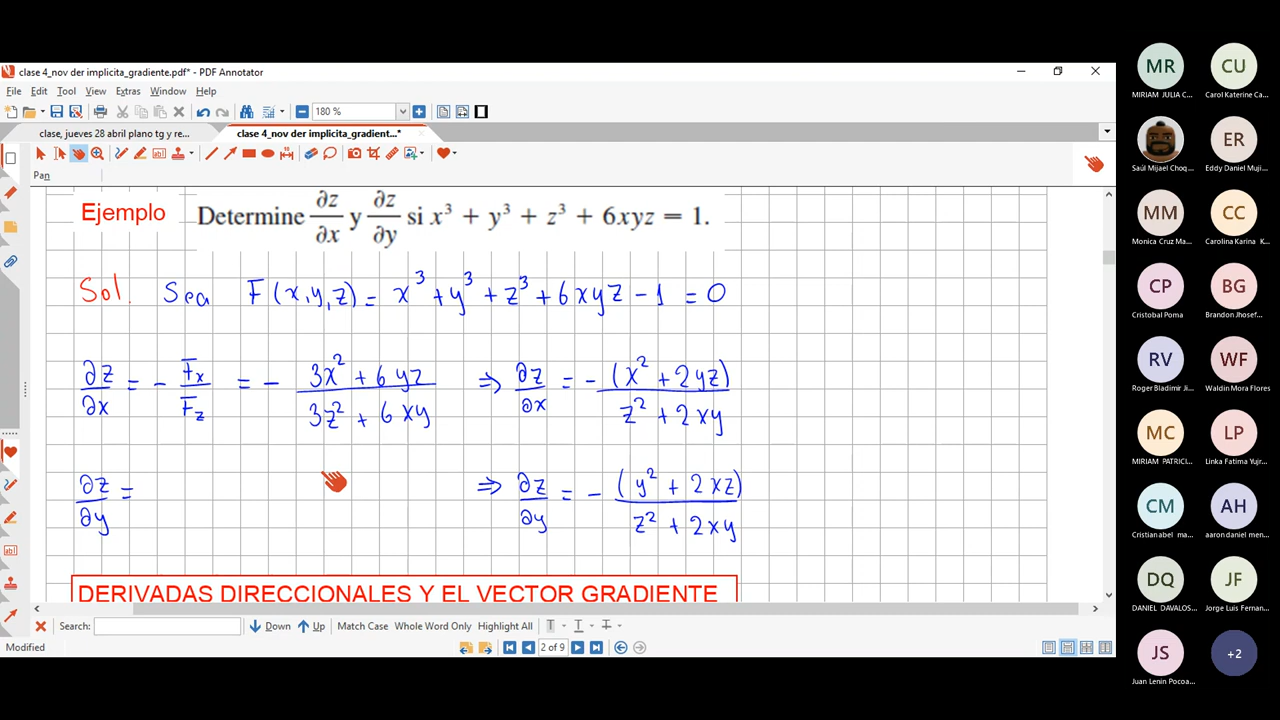 clase 4_nov der implicita_gradiente.pdf* - PDF Annotator
File Edit Tool View Extras Window Help
180 %
clase, jueves 28 abril plano tg y re...
clase 4_nov der implicita_gradient...*
Pan
Ejemplo Determine ∂z/∂x y ∂z/∂y si x³ + y³ + z³ + 6xyz = 1.
Sol. Sea F(x,y,z) = x³ + y³ + z³ + 6xyz - 1 = 0
∂z/∂x = - Fx/Fz = - (3x² + 6yz)/(3z² + 6xy) ⇒ ∂z/∂x = - (x² + 2yz)/(z² + 2xy)
∂z/∂y = ⇒ ∂z/∂y = - (y² + 2xz)/(z² + 2xy)
DERIVADAS DIRECCIONALES Y EL VECTOR GRADIENTE
Search: Down Up Match Case Whole Word Only Highlight All
Modified
2 of 9
MR
MIRIAM JULIA C...
CU
Carol Katerine Ca...
Saúl Mijael Choq...
ER
Eddy Daniel Muji...
MM
Monica Cruz Ma...
CC
Carolina Karina K...
CP
Cristobal Poma
BG
Brandon Jhosef...
RV
Roger Bladimir Ji...
WF
Waldin Mora Flores
MC
MIRIAM PATRICI...
LP
Linka Fatima Yujr...
CM
Cristian abel ma...
AH
aaron daniel men...
DQ
DANIEL DAVALOS...
JF
Jorge Luis Fernan...
JS
Juan Lenin Pocoa...
+2